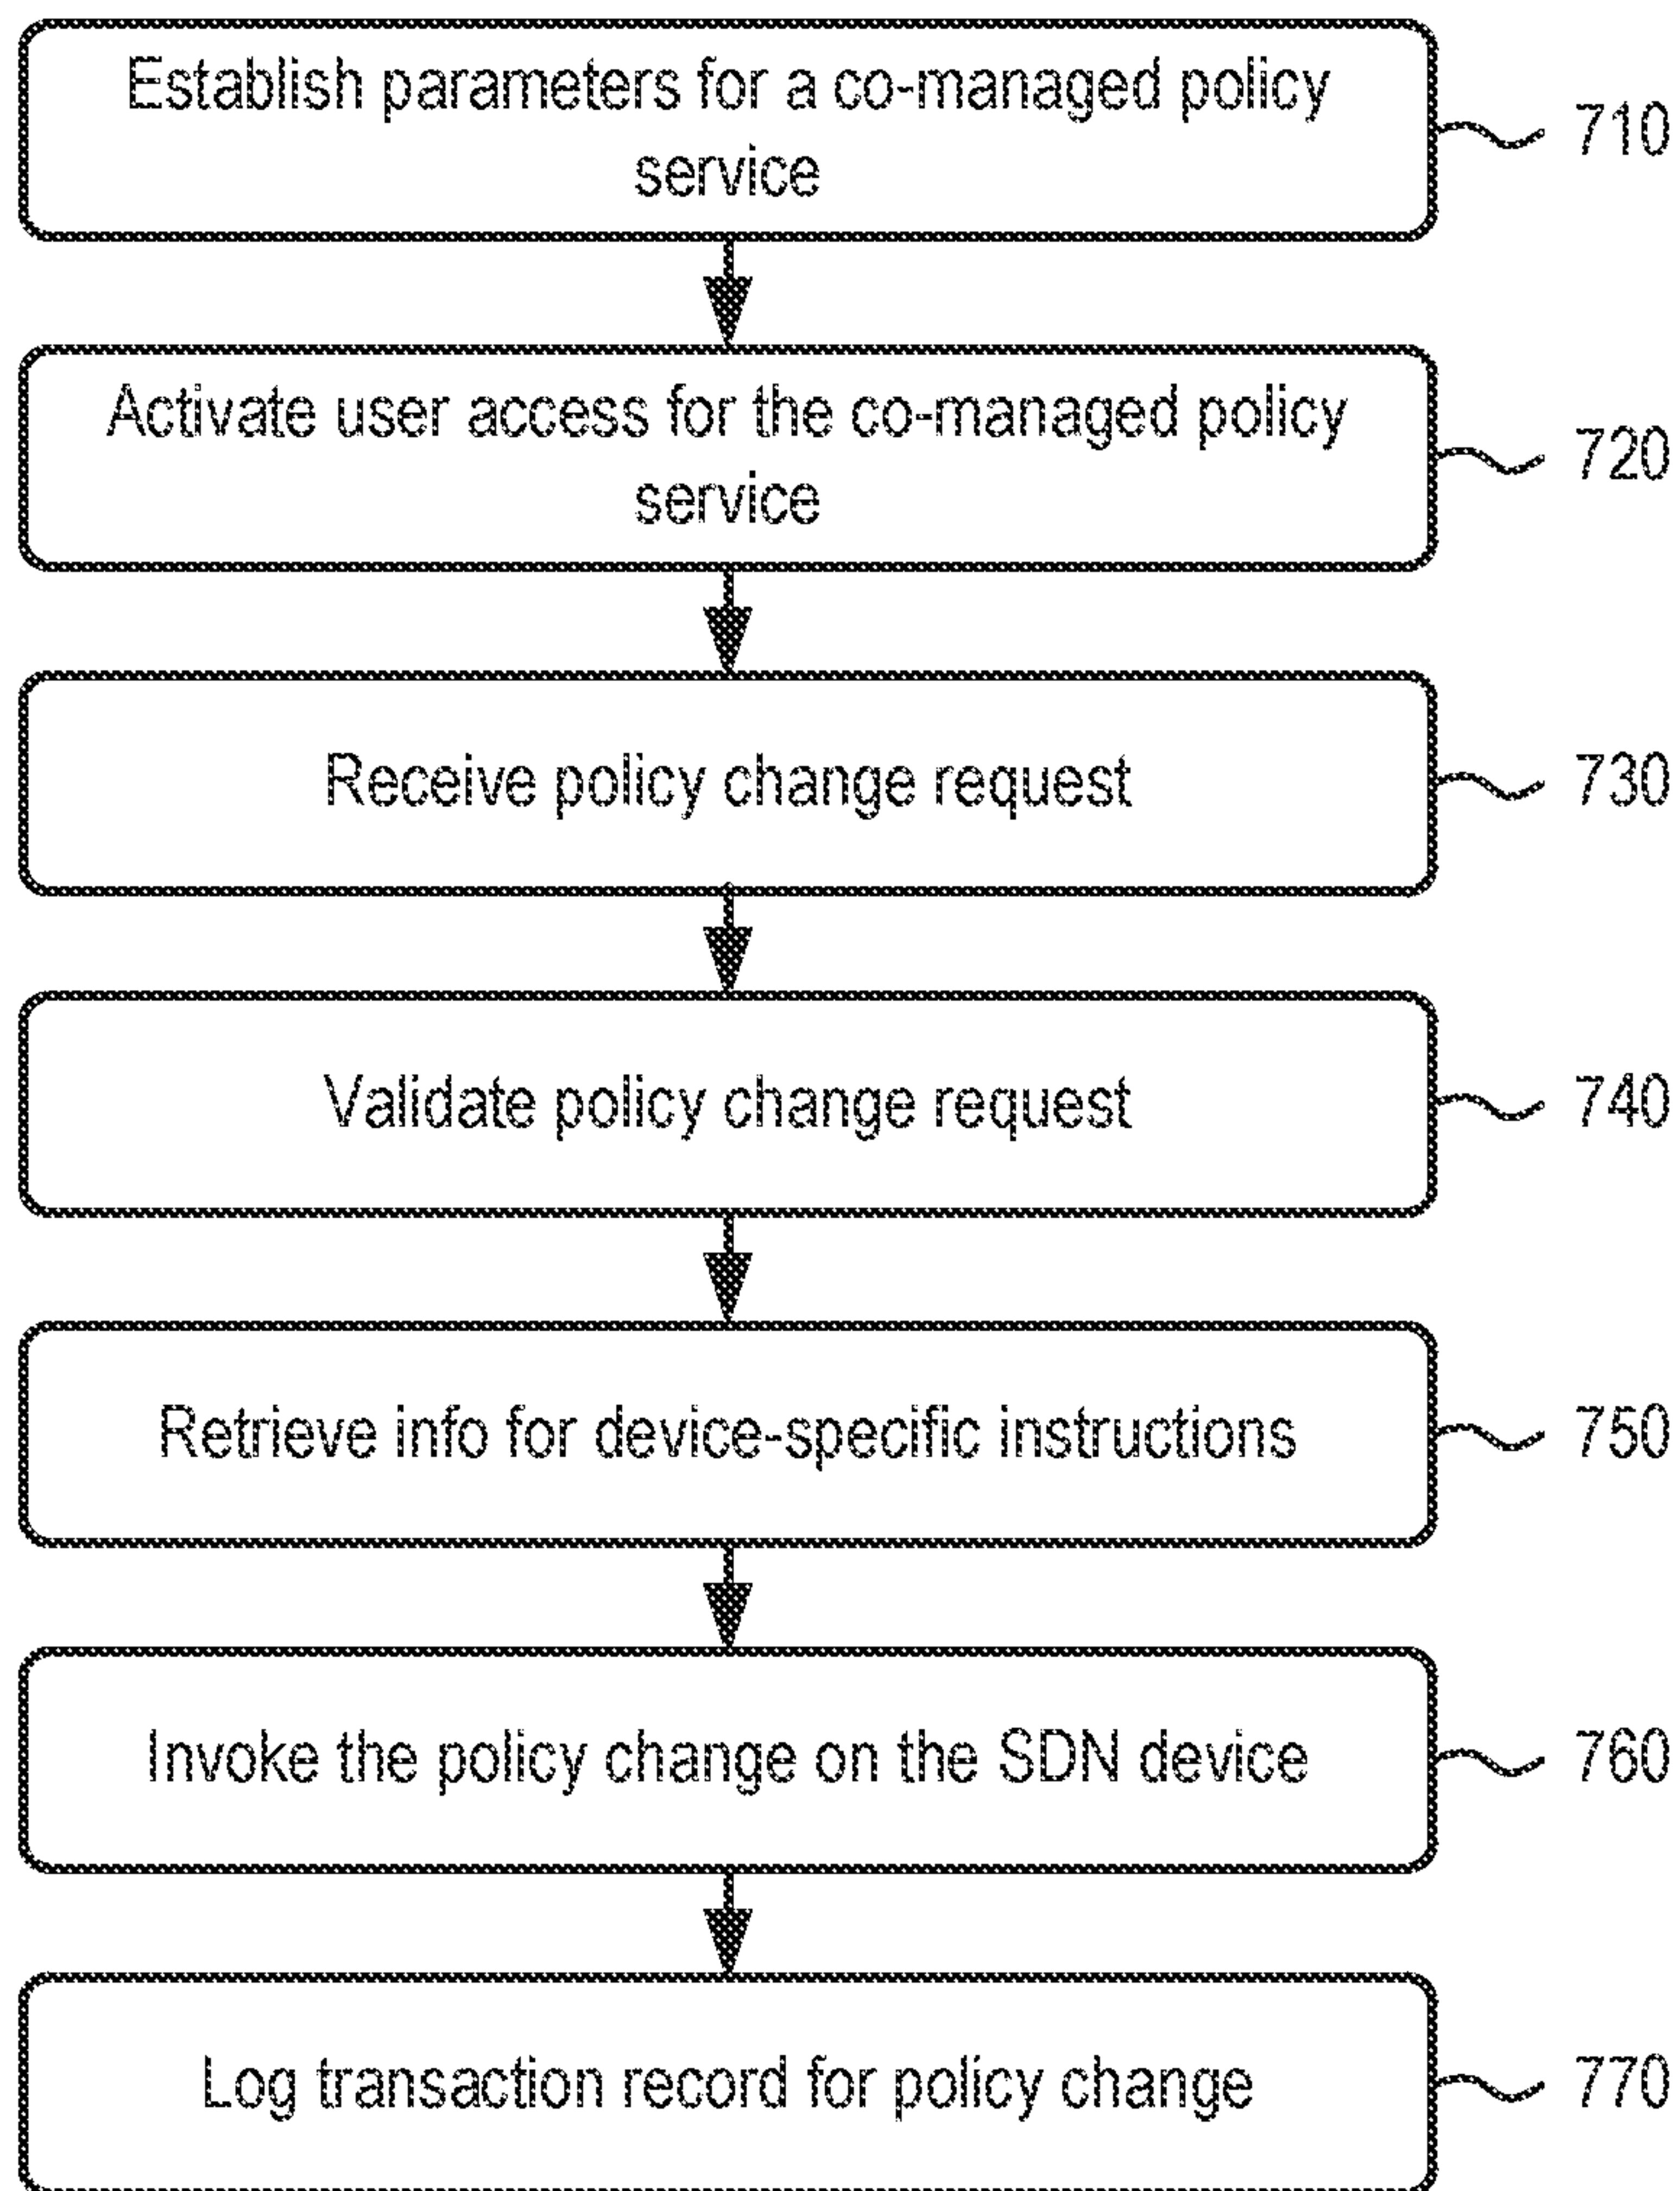 Establish parameters for a co-managed policy
service
710
Activate user access for the co-managed policy
service
720
Receive policy change request
730
Validate policy change request
740
Retrieve info for device-specific instructions
750
Invoke the policy change on the SDN device
760
Log transaction record for policy change
770